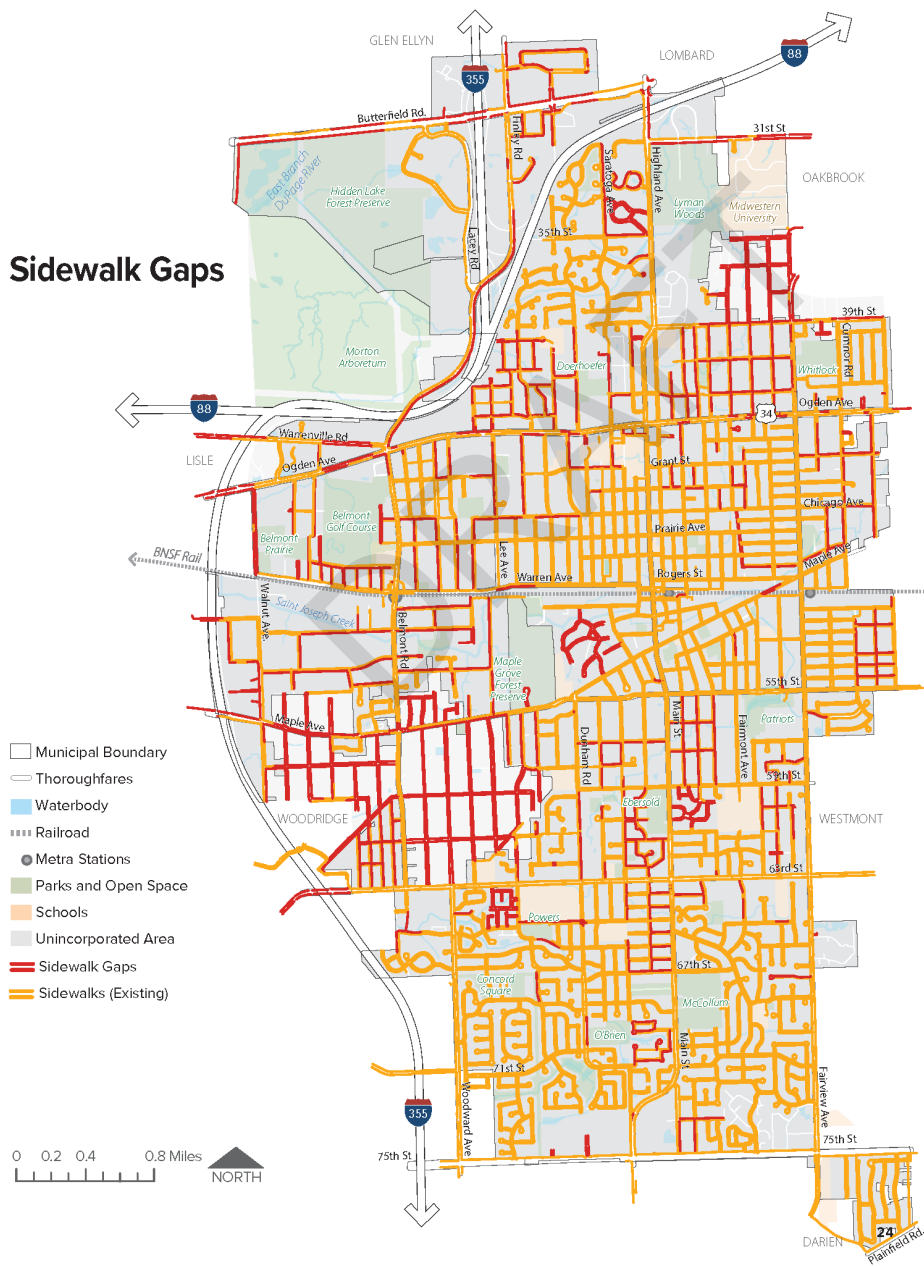 GLEN ELLYN
LOMBARD
88
355
Butterfield Rd.
Finley Rd
31st St
East Branch
DuPage River
Hidden Lake
Forest Preserve
Saratoga Ave
Highland Ave
OAKBROOK
Lyman
Woods
Midwestern
University
35th St
Lacey Rd
Sidewalk Gaps
39th St
Cumnor Rd
Morton
Arboretum
Doerhoefer
Whitlock
88
Ogden Ave
34
Warrenville Rd
LISLE
Ogden Ave
Grant St
Chicago Ave
Belmont
Golf Course
Prairie Ave
Belmont
Prairie
BNSF Rail
Lee Ave
Maple Ave
Warren Ave
Rogers St
Walnut Ave.
Saint Joseph Creek
Belmont Rd
Maple
Grove
Forest
Preserve
55th St
Maple Ave
Main St
Fairmont Ave
Patriots
Dunham Rd
Municipal Boundary
Thoroughfares
Waterbody
Railroad
Metra Stations
Parks and Open Space
Schools
Unincorporated Area
Sidewalk Gaps
Sidewalks (Existing)
59th St
Ebersold
WOODRIDGE
WESTMONT
63rd St
Powers
67th St
Concord
Square
McCollum
O'Brien
Main St
71st St
Woodward Ave
Fairview Ave
355
75th St
75th St
0 0.2 0.4 0.8 Miles
NORTH
DARIEN
24
Plainfield Rd.
DRAFT